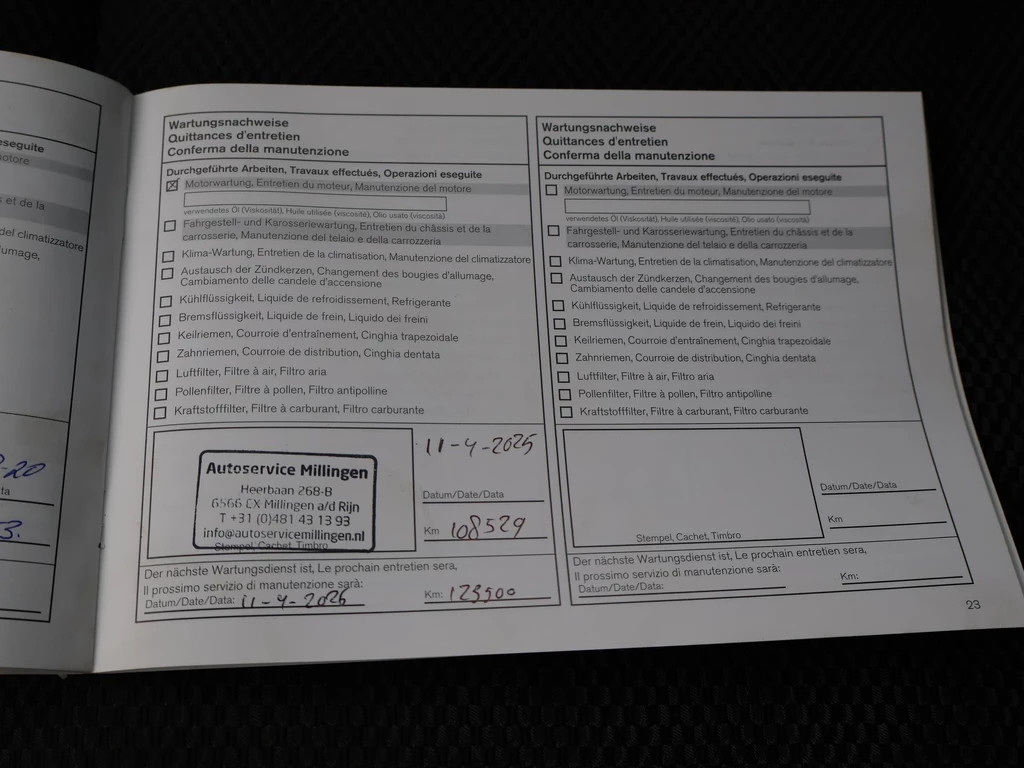 eseguite
otore
s et de la
del climatizzatore
umage,
-20
ta
3.
Wartungsnachweise
Quittances d'entretien
Conferma della manutenzione
Durchgeführte Arbeiten, Travaux effectués, Operazioni eseguite
Motorwartung, Entretien du moteur, Manutenzione del motore
verwendetes Öl (Viskosität), Huile utilisée (viscosité), Olio usato (viscosità)
Fahrgestell- und Karosseriewartung, Entretien du châssis et de la
carrosserie, Manutenzione del telaio e della carrozzeria
Klima-Wartung, Entretien de la climatisation, Manutenzione del climatizzatore
Austausch der Zündkerzen, Changement des bougies d'allumage,
Cambiamento delle candele d'accensione
Kühlflüssigkeit, Liquide de refroidissement, Refrigerante
Bremsflüssigkeit, Liquide de frein, Liquido dei freini
Keilriemen, Courroie d'entraînement, Cinghia trapezoidale
Zahnriemen, Courroie de distribution, Cinghia dentata
Luftfilter, Filtre à air, Filtro aria
Pollenfilter, Filtre à pollen, Filtro antipolline
Kraftstofffilter, Filtre à carburant, Filtro carburante
Autoservice Millingen
Heerbaan 268-B
6566 EX Millingen a/d Rijn
T +31 (0)481 43 13 93
info@autoservicemillingen.nl
Stempel, Cachet, Timbro
11-4-2025
Datum/Date/Data
Km 108529
Der nächste Wartungsdienst ist, Le prochain entretien sera,
Il prossimo servizio di manutenzione sarà:
Datum/Date/Data: 11-4-2026 Km: 123500
Wartungsnachweise
Quittances d'entretien
Conferma della manutenzione
Durchgeführte Arbeiten, Travaux effectués, Operazioni eseguite
Motorwartung, Entretien du moteur, Manutenzione del motore
verwendetes Öl (Viskosität), Huile utilisée (viscosité), Olio usato (viscosità)
Fahrgestell- und Karosseriewartung, Entretien du châssis et de la
carrosserie, Manutenzione del telaio e della carrozzeria
Klima-Wartung, Entretien de la climatisation, Manutenzione del climatizzatore
Austausch der Zündkerzen, Changement des bougies d'allumage,
Cambiamento delle candele d'accensione
Kühlflüssigkeit, Liquide de refroidissement, Refrigerante
Bremsflüssigkeit, Liquide de frein, Liquido dei freini
Keilriemen, Courroie d'entraînement, Cinghia trapezoidale
Zahnriemen, Courroie de distribution, Cinghia dentata
Luftfilter, Filtre à air, Filtro aria
Pollenfilter, Filtre à pollen, Filtro antipolline
Kraftstofffilter, Filtre à carburant, Filtro carburante
Stempel, Cachet, Timbro
Datum/Date/Data
Km
Der nächste Wartungsdienst ist, Le prochain entretien sera,
Il prossimo servizio di manutenzione sarà:
Datum/Date/Data: Km:
23